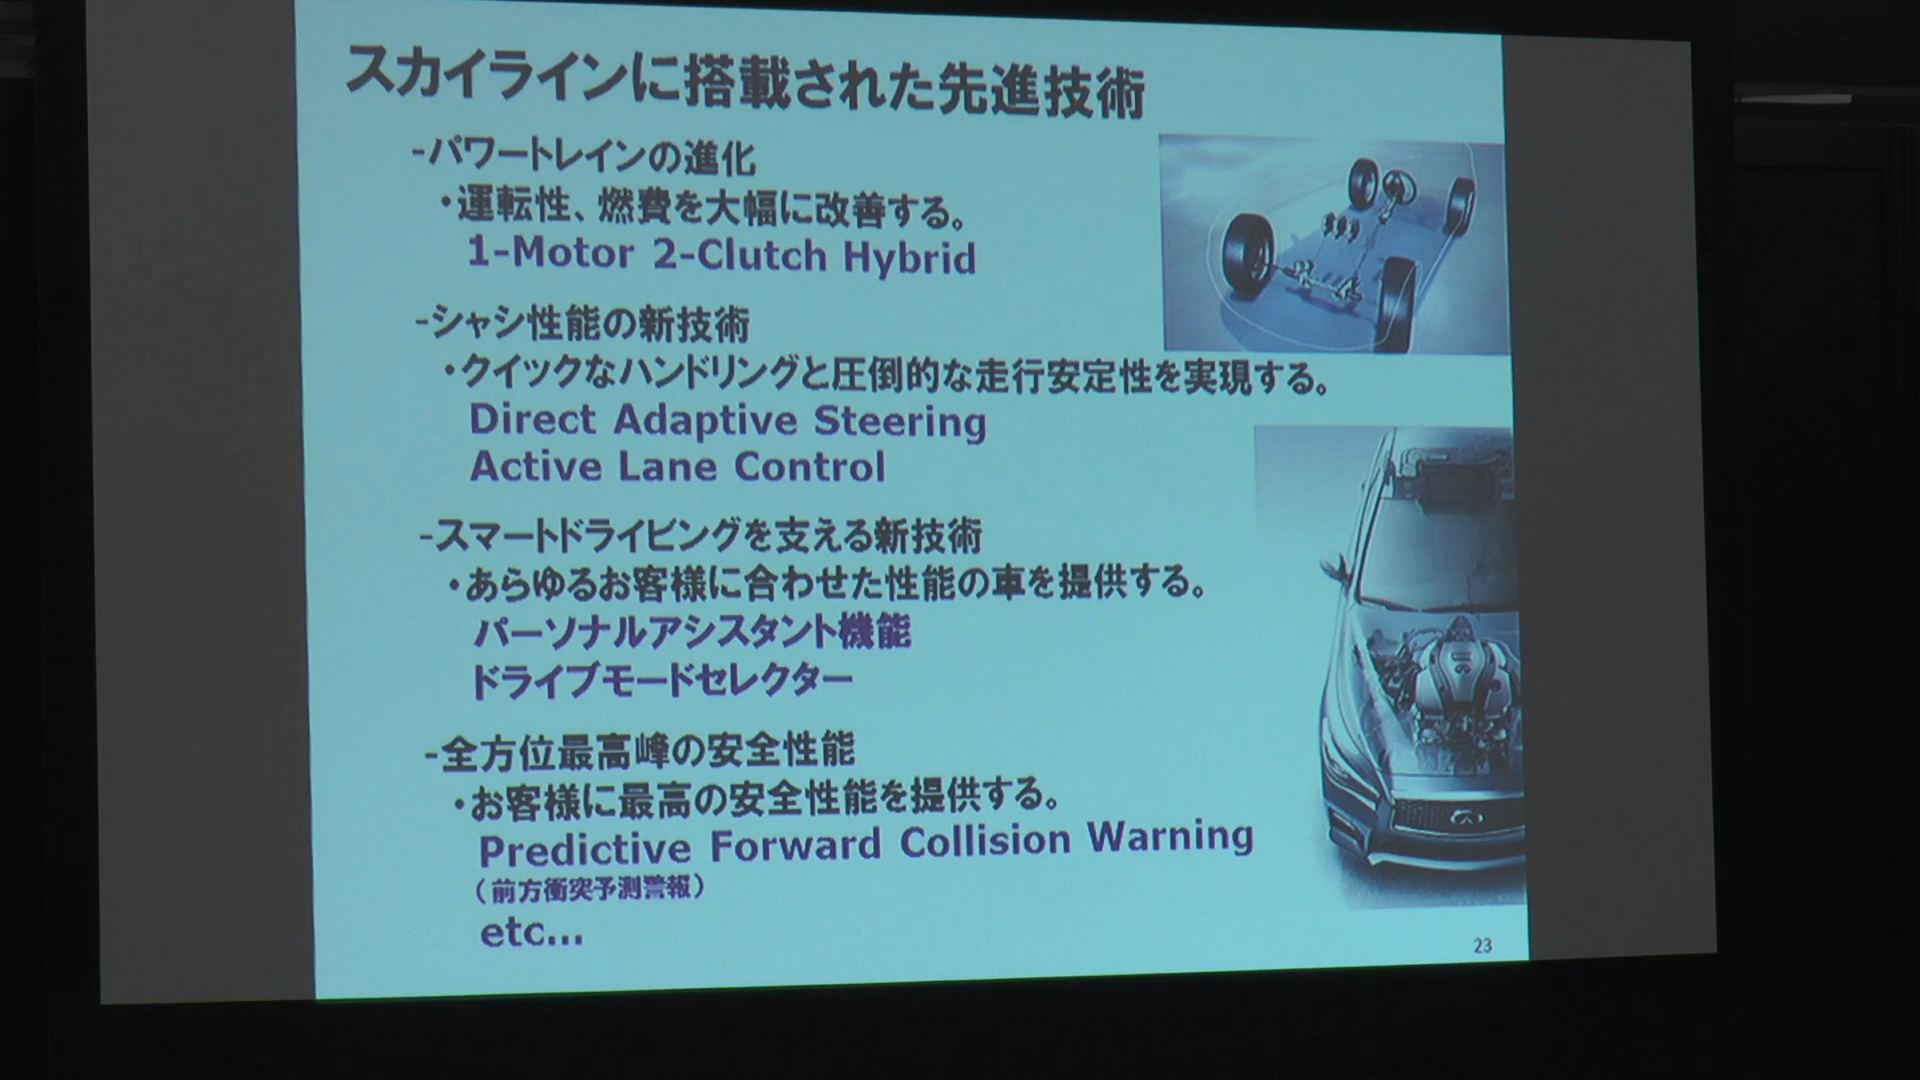 スカイラインに搭載された先進技術
-パワートレインの進化
・運転性、燃費を大幅に改善する。
1-Motor 2-Clutch Hybrid
-シャシ性能の新技術
・クイックなハンドリングと圧倒的な走行安定性を実現する。
Direct Adaptive Steering
Active Lane Control
-スマートドライビングを支える新技術
・あらゆるお客様に合わせた性能の車を提供する。
パーソナルアシスタント機能
ドライブモードセレクター
-全方位最高峰の安全性能
・お客様に最高の安全性能を提供する。
Predictive Forward Collision Warning
（前方衝突予測警報）
etc...
23